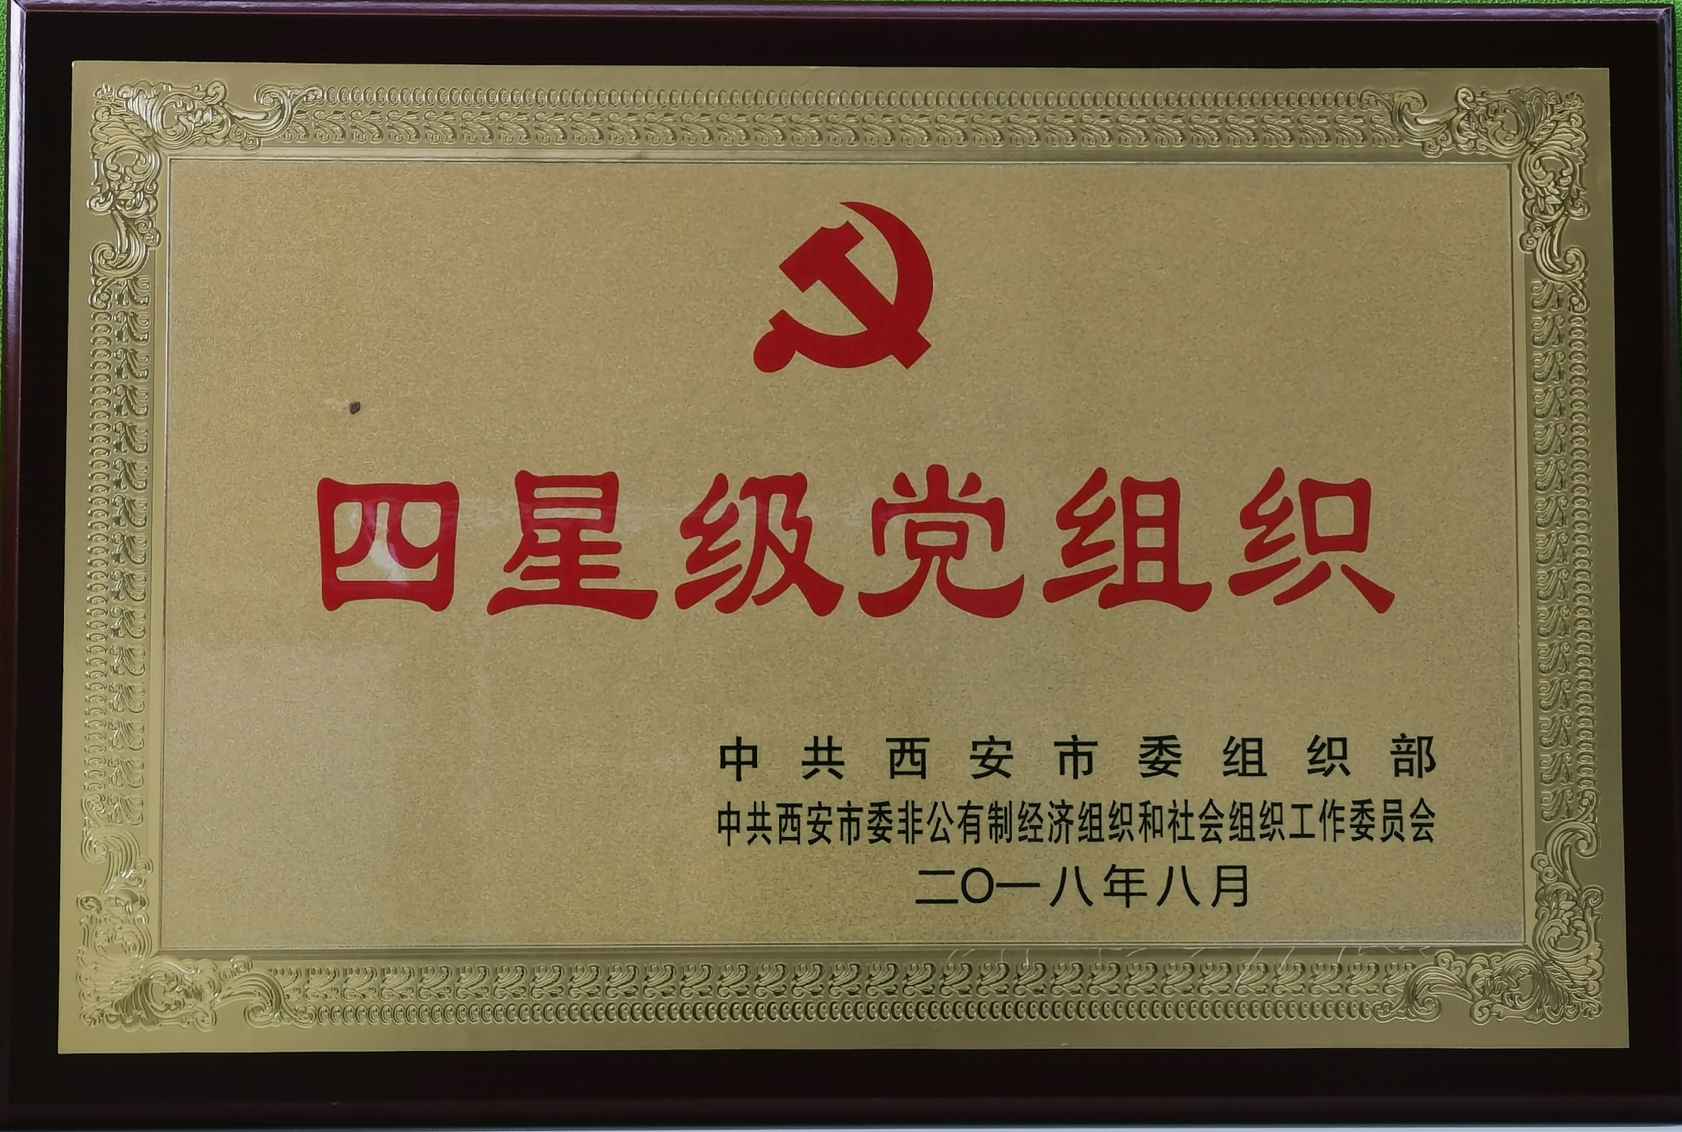 四星级党组织
中共西安市委组织部
中共西安市委非公有制经济组织和社会组织工作委员会
二〇一八年八月